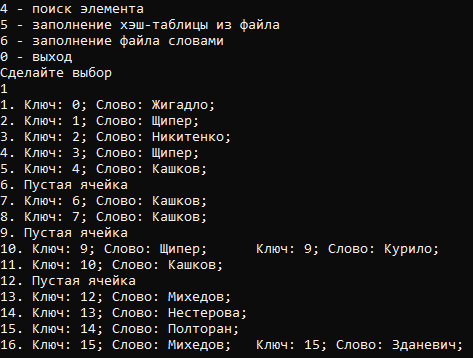 4 - поиск элемента
5 - заполнение хэш-таблицы из файла
6 - заполнение файла словами
0 - выход
Сделайте выбор
1
1. Ключ: 0; Слово: Жигадло;
2. Ключ: 1; Слово: Щипер;
3. Ключ: 2; Слово: Никитенко;
4. Ключ: 3; Слово: Щипер;
5. Ключ: 4; Слово: Кашков;
6. Пустая ячейка
7. Ключ: 6; Слово: Кашков;
8. Ключ: 7; Слово: Кашков;
9. Пустая ячейка
10. Ключ: 9; Слово: Щипер; Ключ: 9; Слово: Курило;
11. Ключ: 10; Слово: Кашков;
12. Пустая ячейка
13. Ключ: 12; Слово: Михедов;
14. Ключ: 13; Слово: Нестерова;
15. Ключ: 14; Слово: Полторан;
16. Ключ: 15; Слово: Михедов; Ключ: 15; Слово: Зданевич;